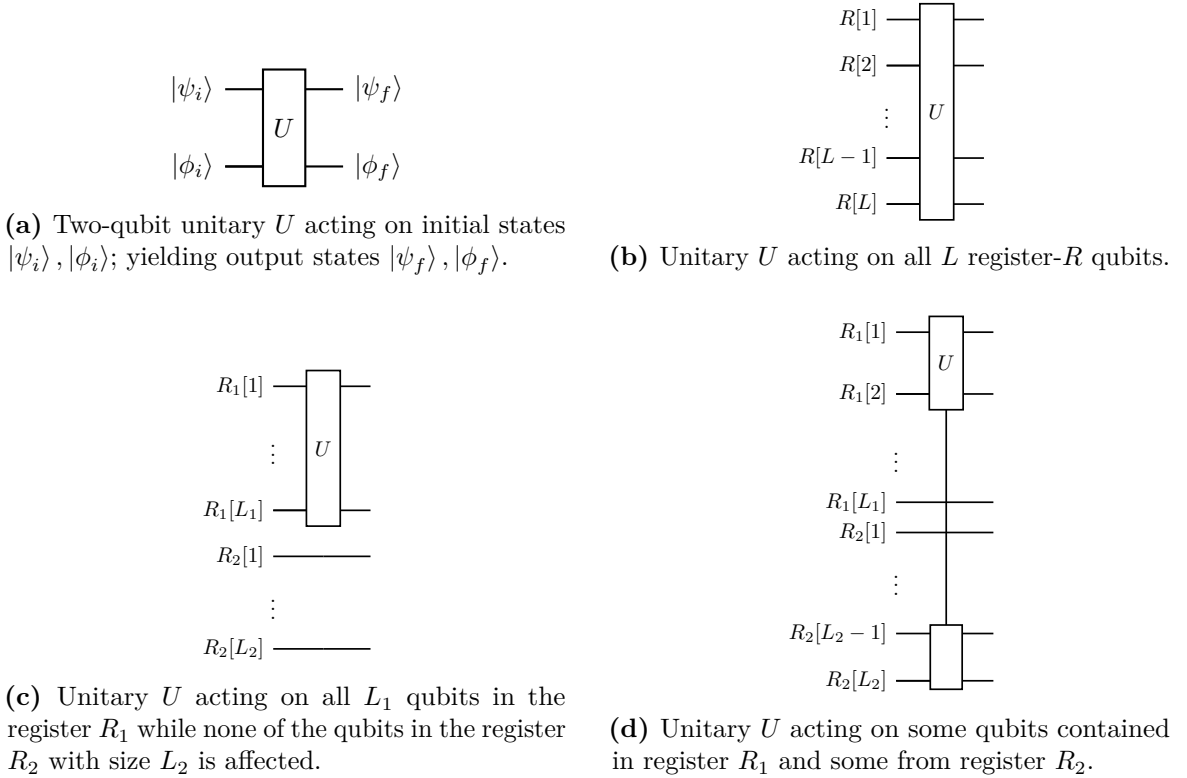 |ψ_i⟩
U
|ψ_f⟩
|ϕ_i⟩
|ϕ_f⟩
(a) Two-qubit unitary U acting on initial states
|ψ_i⟩, |ϕ_i⟩; yielding output states |ψ_f⟩, |ϕ_f⟩.
R[1]
R[2]
⋮
U
R[L − 1]
R[L]
(b) Unitary U acting on all L register-R qubits.
R_1[1]
⋮
U
R_1[L_1]
R_2[1]
⋮
R_2[L_2]
(c) Unitary U acting on all L_1 qubits in the
register R_1 while none of the qubits in the register
R_2 with size L_2 is affected.
R_1[1]
U
R_1[2]
⋮
R_1[L_1]
R_2[1]
⋮
R_2[L_2 − 1]
R_2[L_2]
(d) Unitary U acting on some qubits contained
in register R_1 and some from register R_2.